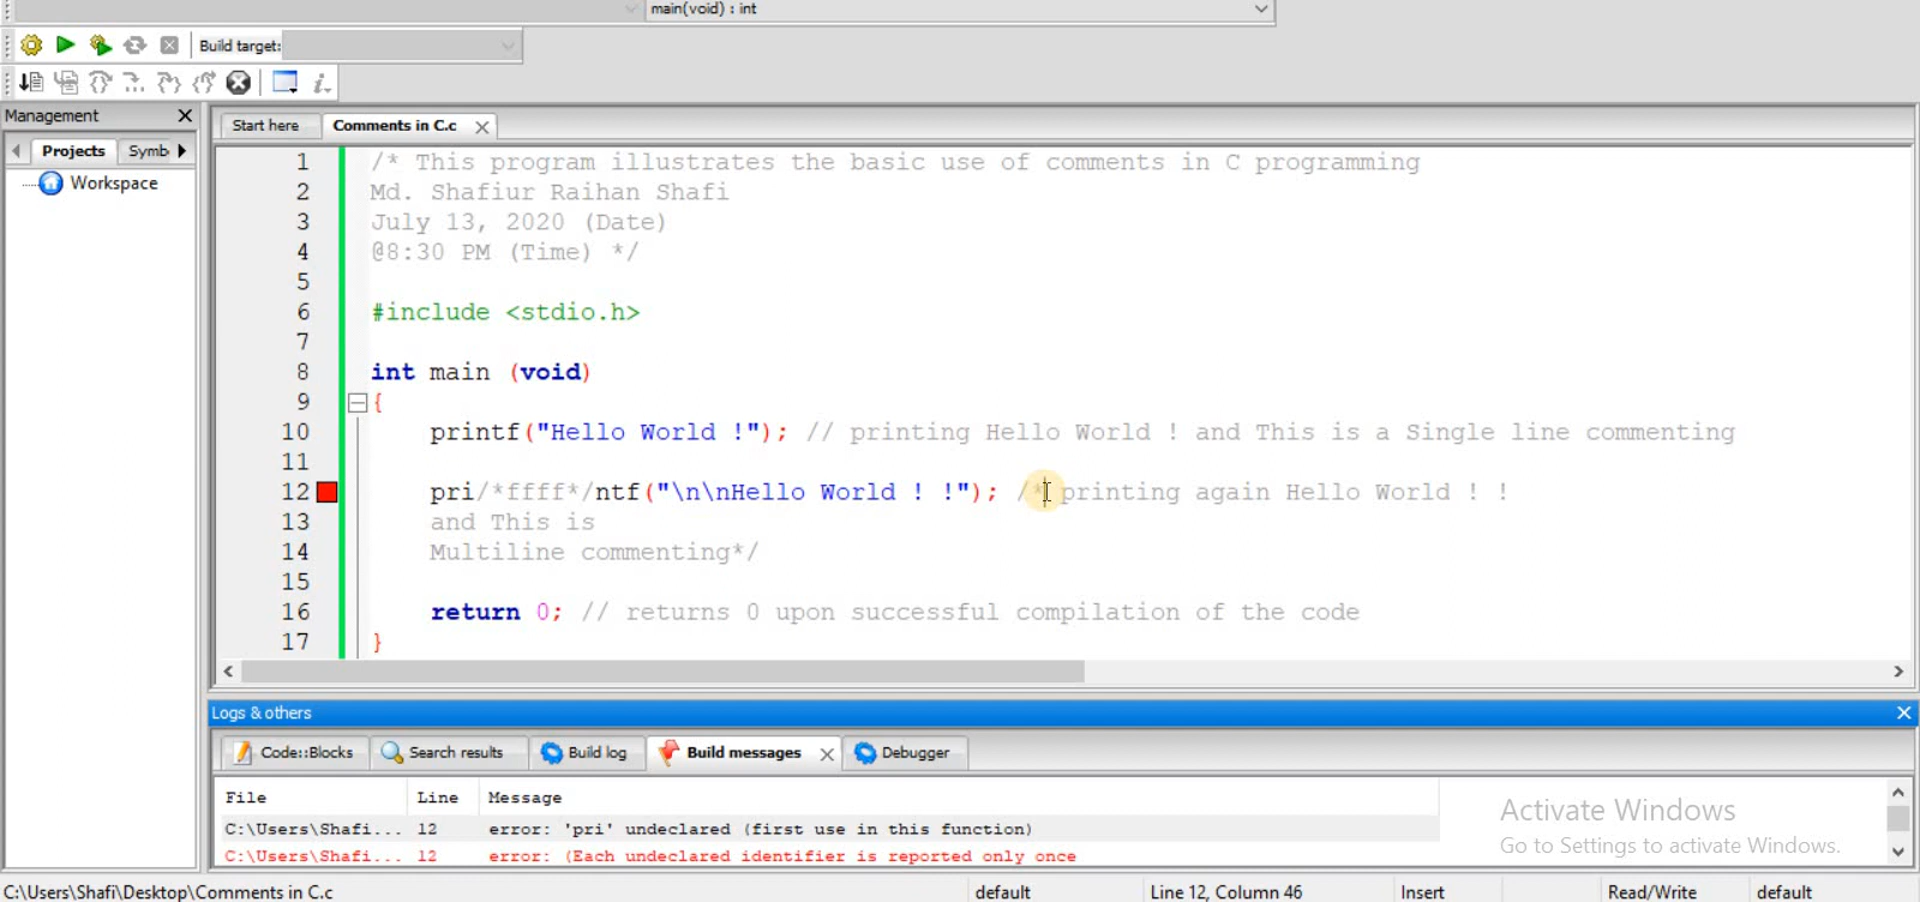 main(void) : int
Build target:
Management
Start here Comments in C.c
Projects Symb
Workspace
1 /* This program illustrates the basic use of comments in C programming
2 Md. Shafiur Raihan Shafi
3 July 13, 2020 (Date)
4 @8:30 PM (Time) */
5
6 #include <stdio.h>
7
8 int main (void)
9 {
10 printf("Hello World !"); // printing Hello World ! and This is a Single line commenting
11
12 pri/*ffff*/ntf("\n\nHello World ! !"); /* printing again Hello World ! !
13 and This is
14 Multiline commenting*/
15
16 return 0; // returns 0 upon successful compilation of the code
17 }
Logs & others
Code::Blocks Search results Build log Build messages Debugger
File Line Message
C:\Users\Shafi... 12 error: 'pri' undeclared (first use in this function)
C:\Users\Shafi... 12 error: (Each undeclared identifier is reported only once
Activate Windows
Go to Settings to activate Windows.
C:\Users\Shafi\Desktop\Comments in C.c default Line 12, Column 46 Insert Read/Write default